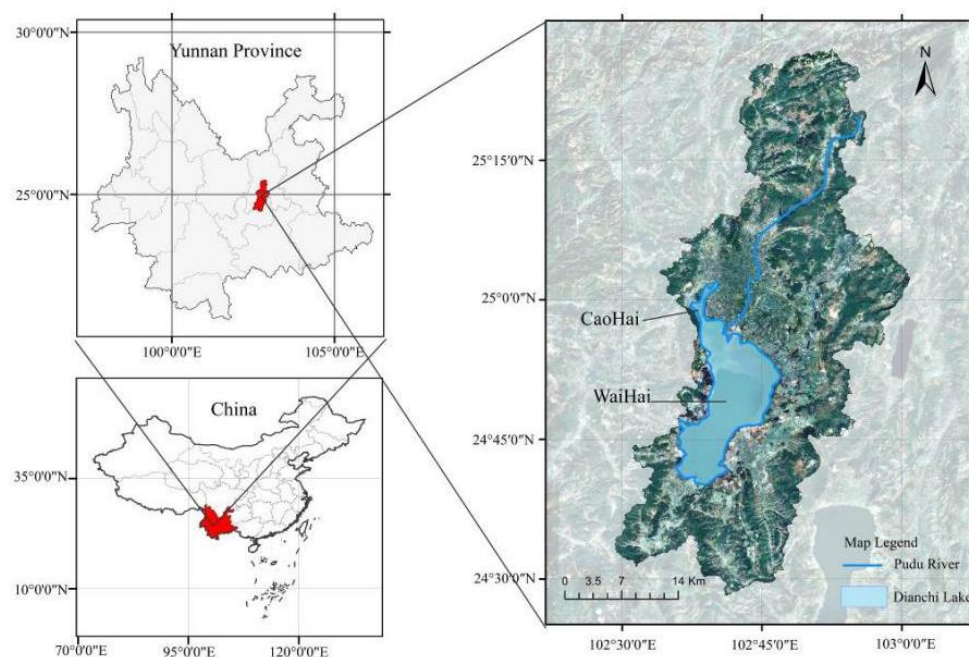 30°0'0"N
Yunnan Province
25°0'0"N
100°0'0"E
105°0'0"E
China
35°0'0"N
10°0'0"N
70°0'0"E
95°0'0"E
120°0'0"E
N
25°15'0"N
25°0'0"N
CaoHai
WaiHai
24°45'0"N
24°30'0"N
0 3.5 7 14 Km
Map Legend
Pudu River
Dianchi Lake
102°30'0"E
102°45'0"E
103°0'0"E